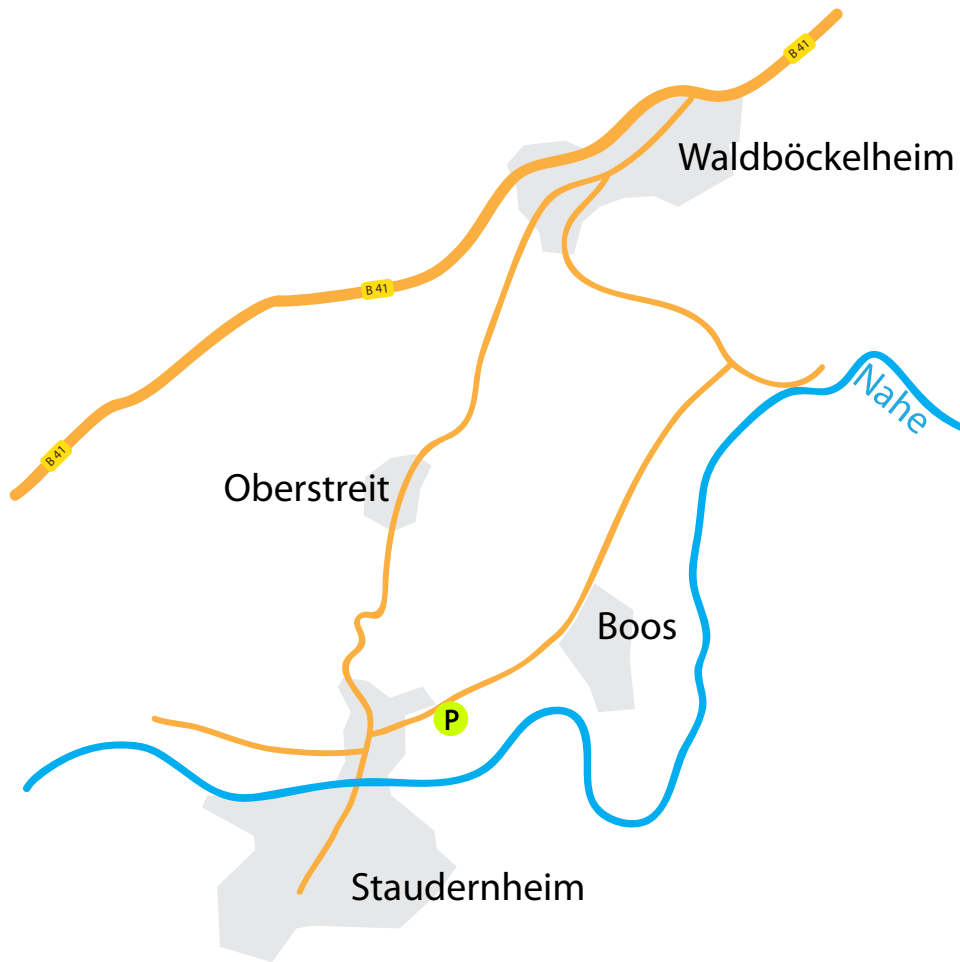 B 41
Waldböckelheim
B 41
Nahe
B 41
Oberstreit
Boos
P
Staudernheim